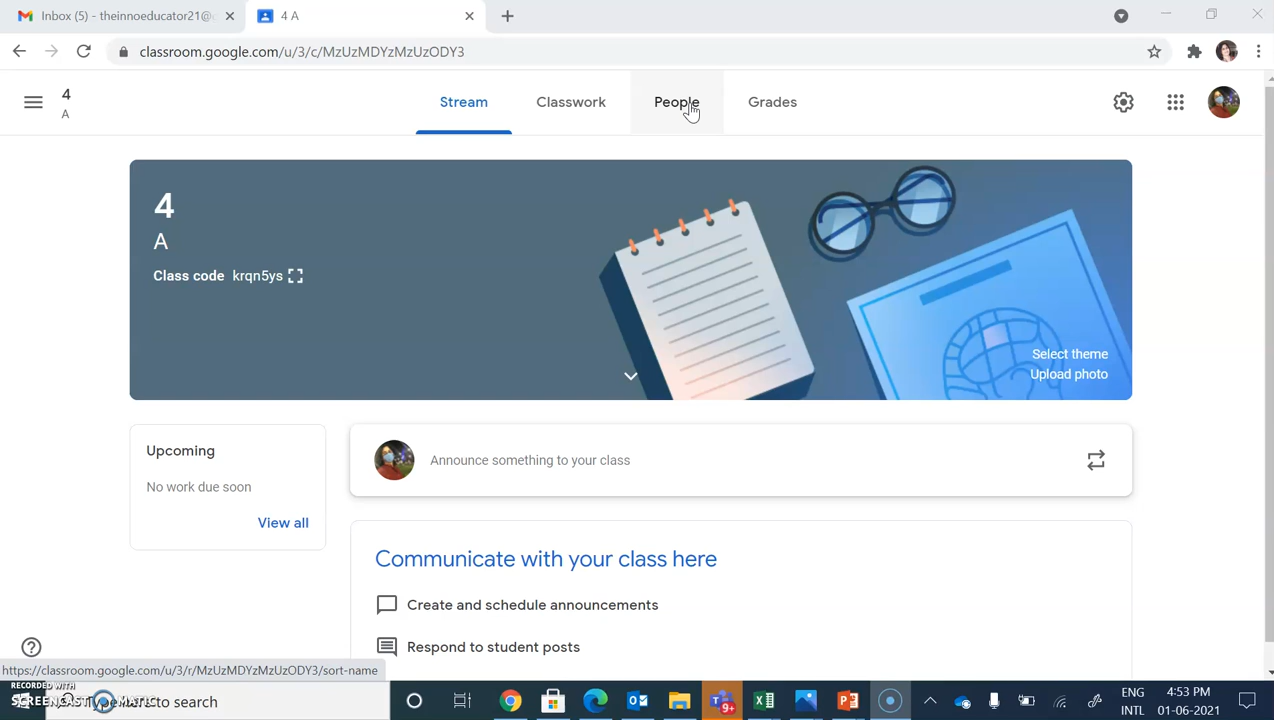 Inbox (5) - theinnoeducator21@g
4 A
classroom.google.com/u/3/c/MzUzMDYzMzUzODY3
4
A
Stream
Classwork
People
Grades
4
A
Class code krqn5ys
Select theme
Upload photo
Upcoming
No work due soon
View all
Announce something to your class
Communicate with your class here
Create and schedule announcements
Respond to student posts
https://classroom.google.com/u/3/r/MzUzMDYzMzUzODY3/sort-name
RECORDED WITH
SCREENCAST MATIC
to search
9+
ENG
INTL
4:53 PM
01-06-2021